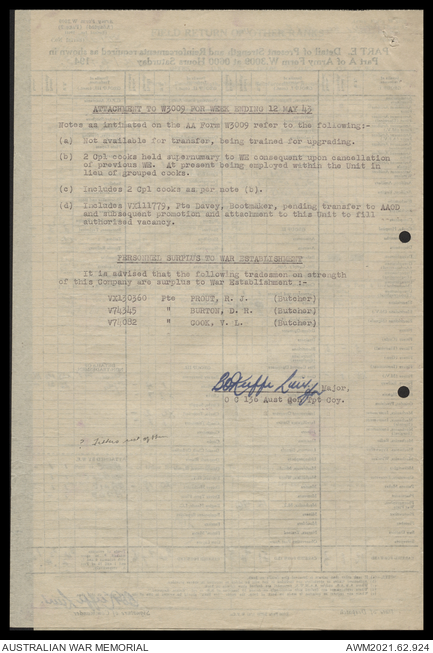 ATTACHMENT TO W3009 FOR WEEK ENDING 12 MAY 43
Notes as intimated on the AA Form W3009 refer to the following:-
(a) Not available for transfer, being trained for upgrading.
(b) 2 Cpl cooks held supernumary to WE consequent upon cancellation
of previous WE. At present being employed within the Unit in
lieu of grouped cooks.
(c) Includes 2 Cpl cooks as per note (b).
(d) Includes VX111779, Pte Davey, Bootmaker, pending transfer to AAOD
and subsequent promotion and attachment to this Unit to fill
authorised vacancy.
PERSONNEL SURPLUS TO WAR ESTABLISHMENT
It is advised that the following tradesmen on strength
of this Company are surplus to War Establishment :-
VX130360 Pte PROUT, R. J. (Butcher)
V74345 " BURTON, D. R. (Butcher)
" COOK, V. L. (Butcher)
Major,
O C 136 Aust Gen Tpt Coy.
AUSTRALIAN WAR MEMORIAL
AWM2021.62.924